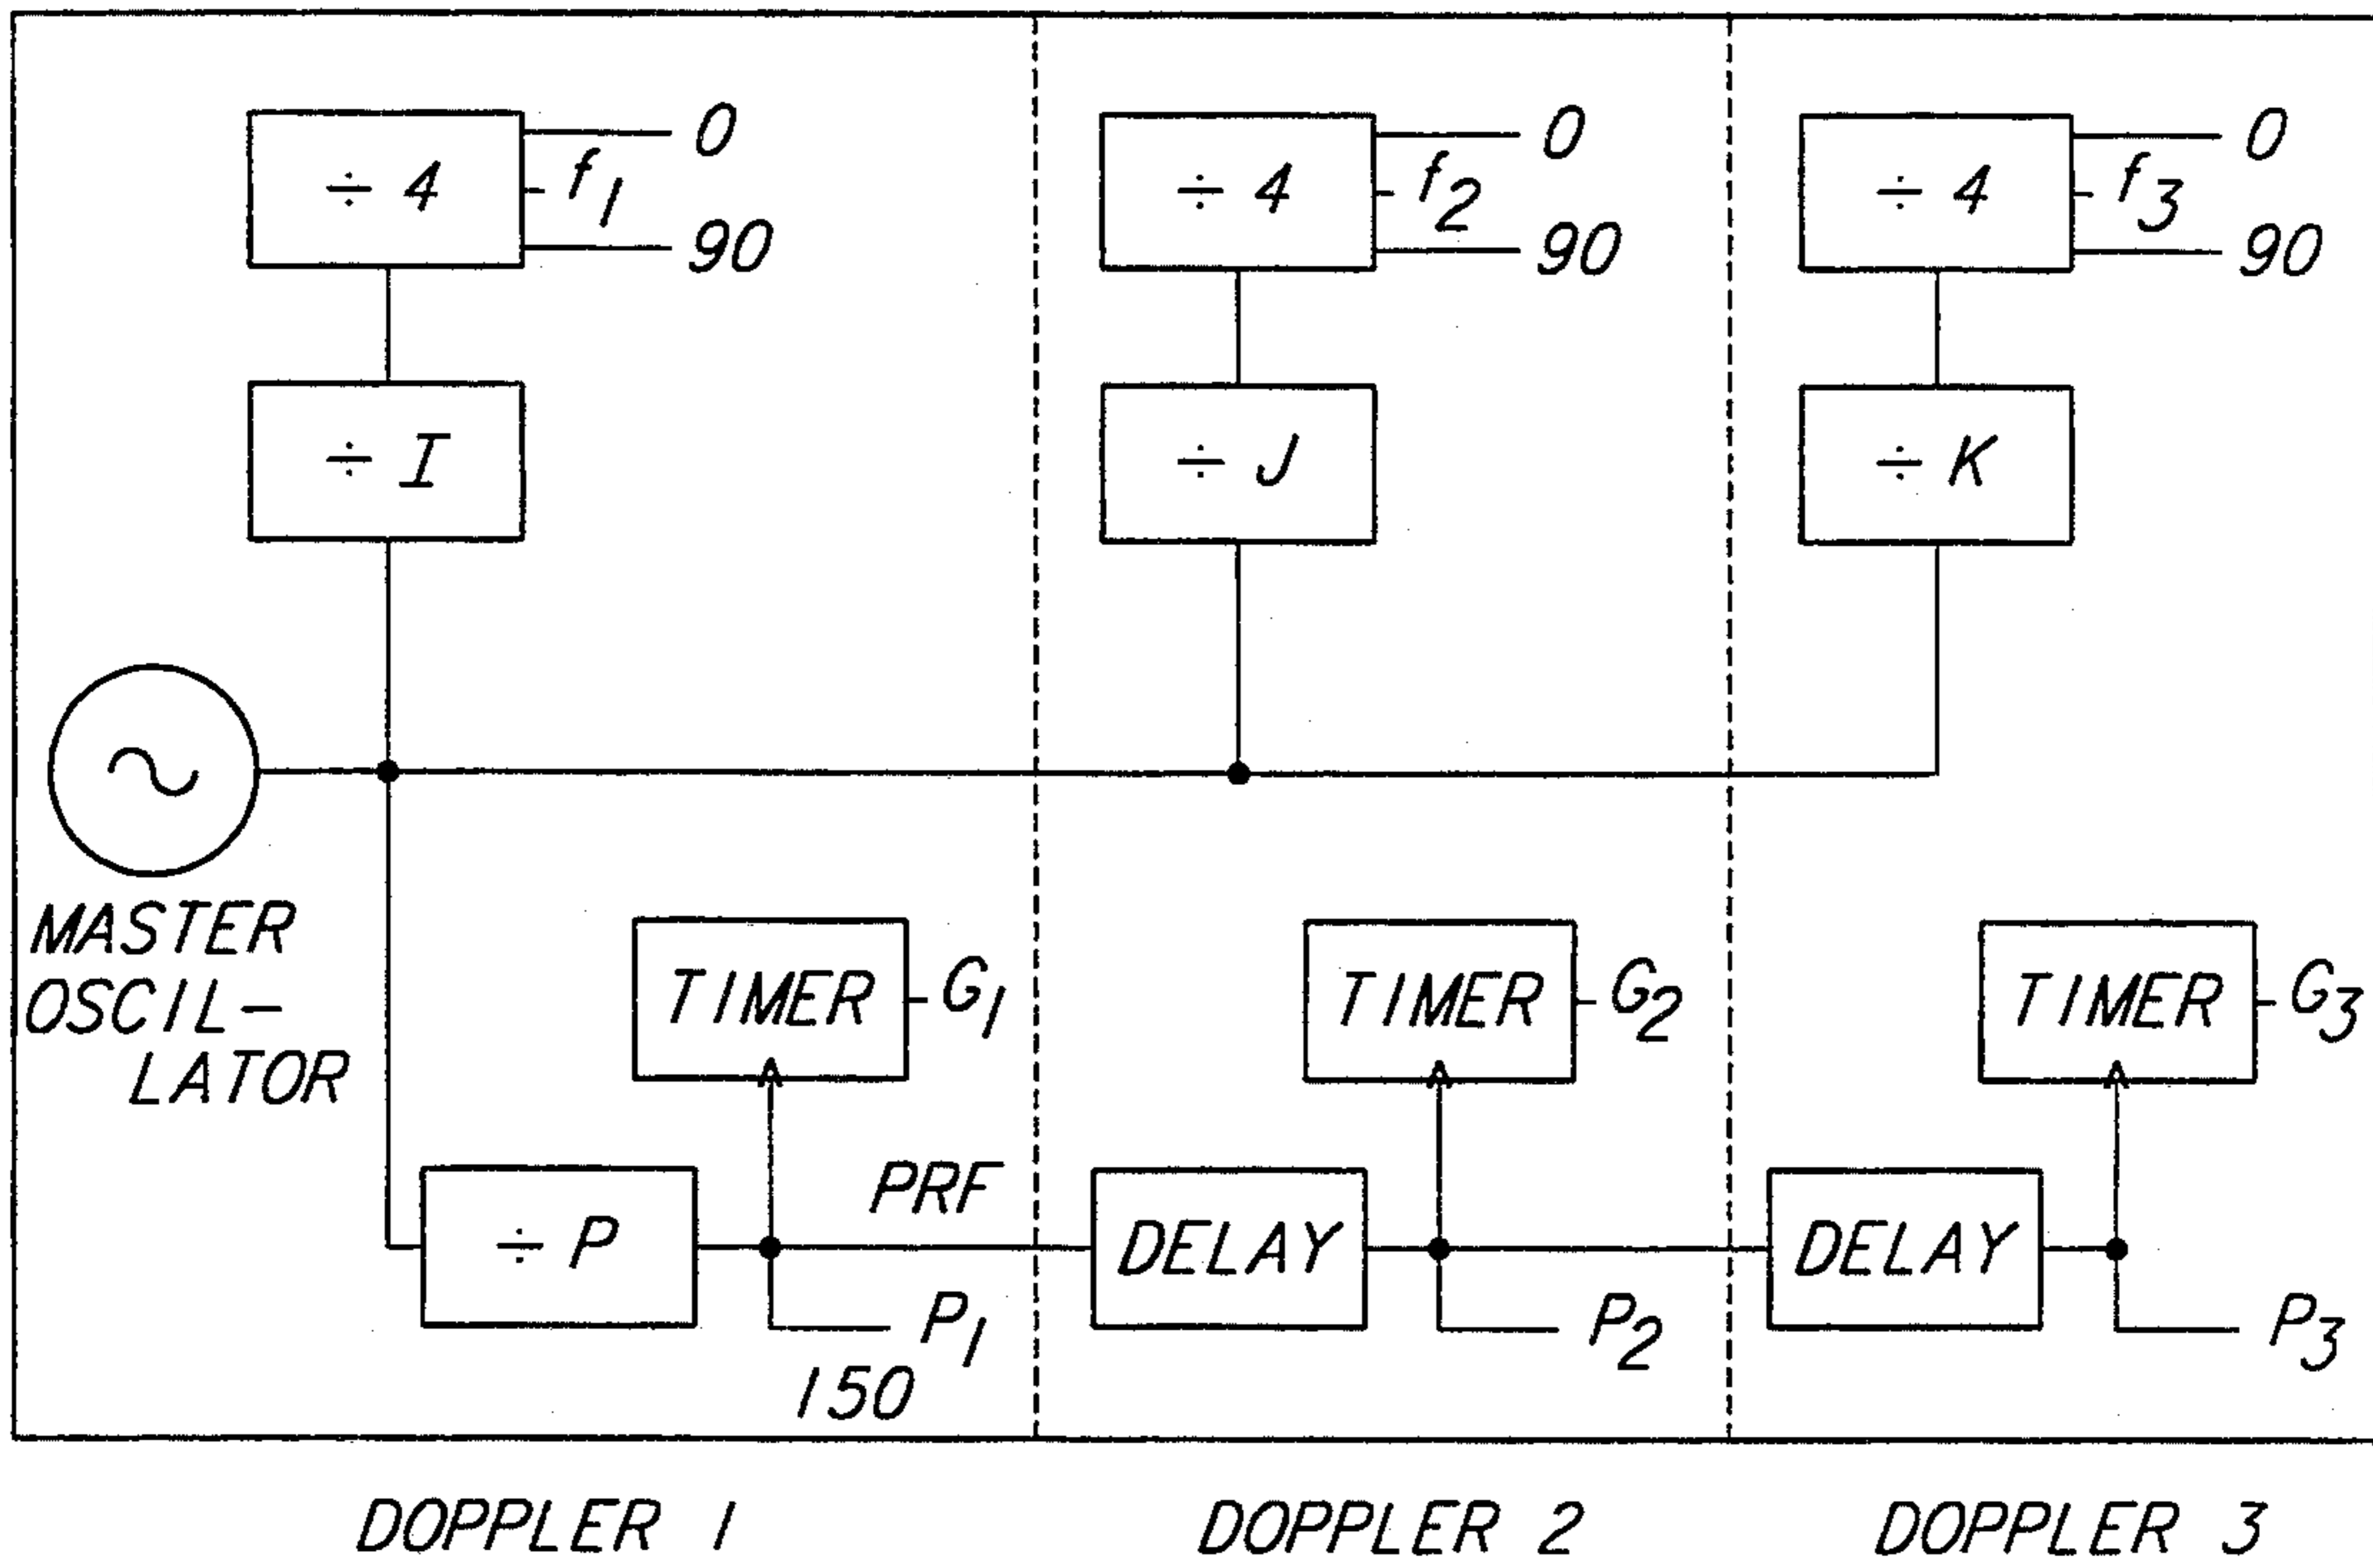 ÷ 4
0
f1
90
÷ 4
0
f2
90
÷ 4
0
f3
90
÷ I
÷ J
÷ K
MASTER
OSCIL-
LATOR
TIMER
G1
TIMER
G2
TIMER
G3
÷ P
PRF
P1
150
DELAY
P2
DELAY
P3
DOPPLER 1
DOPPLER 2
DOPPLER 3